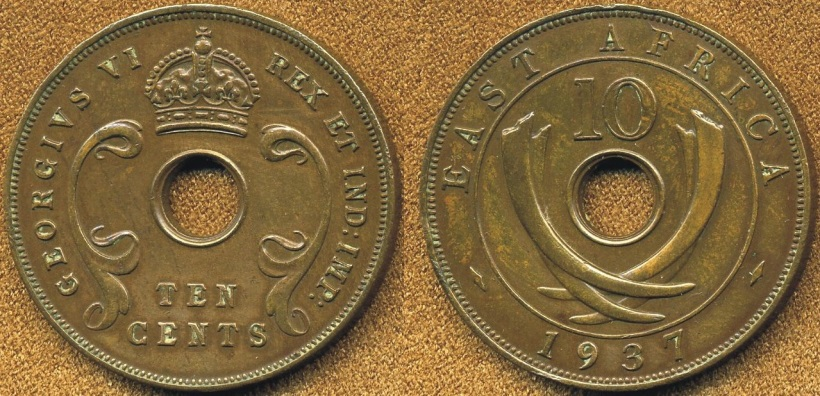 GEORGIVS VI REX ET IND: IMP:
TEN
CENTS
EAST AFRICA
10
1937